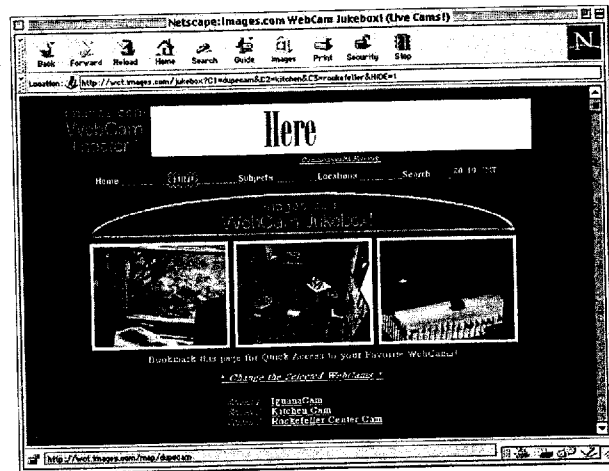 Netscape: Images.com WebCam Jukebox! (Live Cams!)
Back Forward Reload Home Search Guide Images Print Security Stop
N
Location: http://wct.images.com/jukebox?C1=dupecam&C2=kitchen&C3=rockefeller&HIDE=1
WebCam
Here
Home Subjects Locations Search
WebCam Jukebox!
Bookmark this page for Quick Access to your Favorite WebCams!
* Change the Selected WebCams *
IguanaCam
Kitchen Cam
Rockefeller Center Cam
http://wct.images.com/map/dupecam